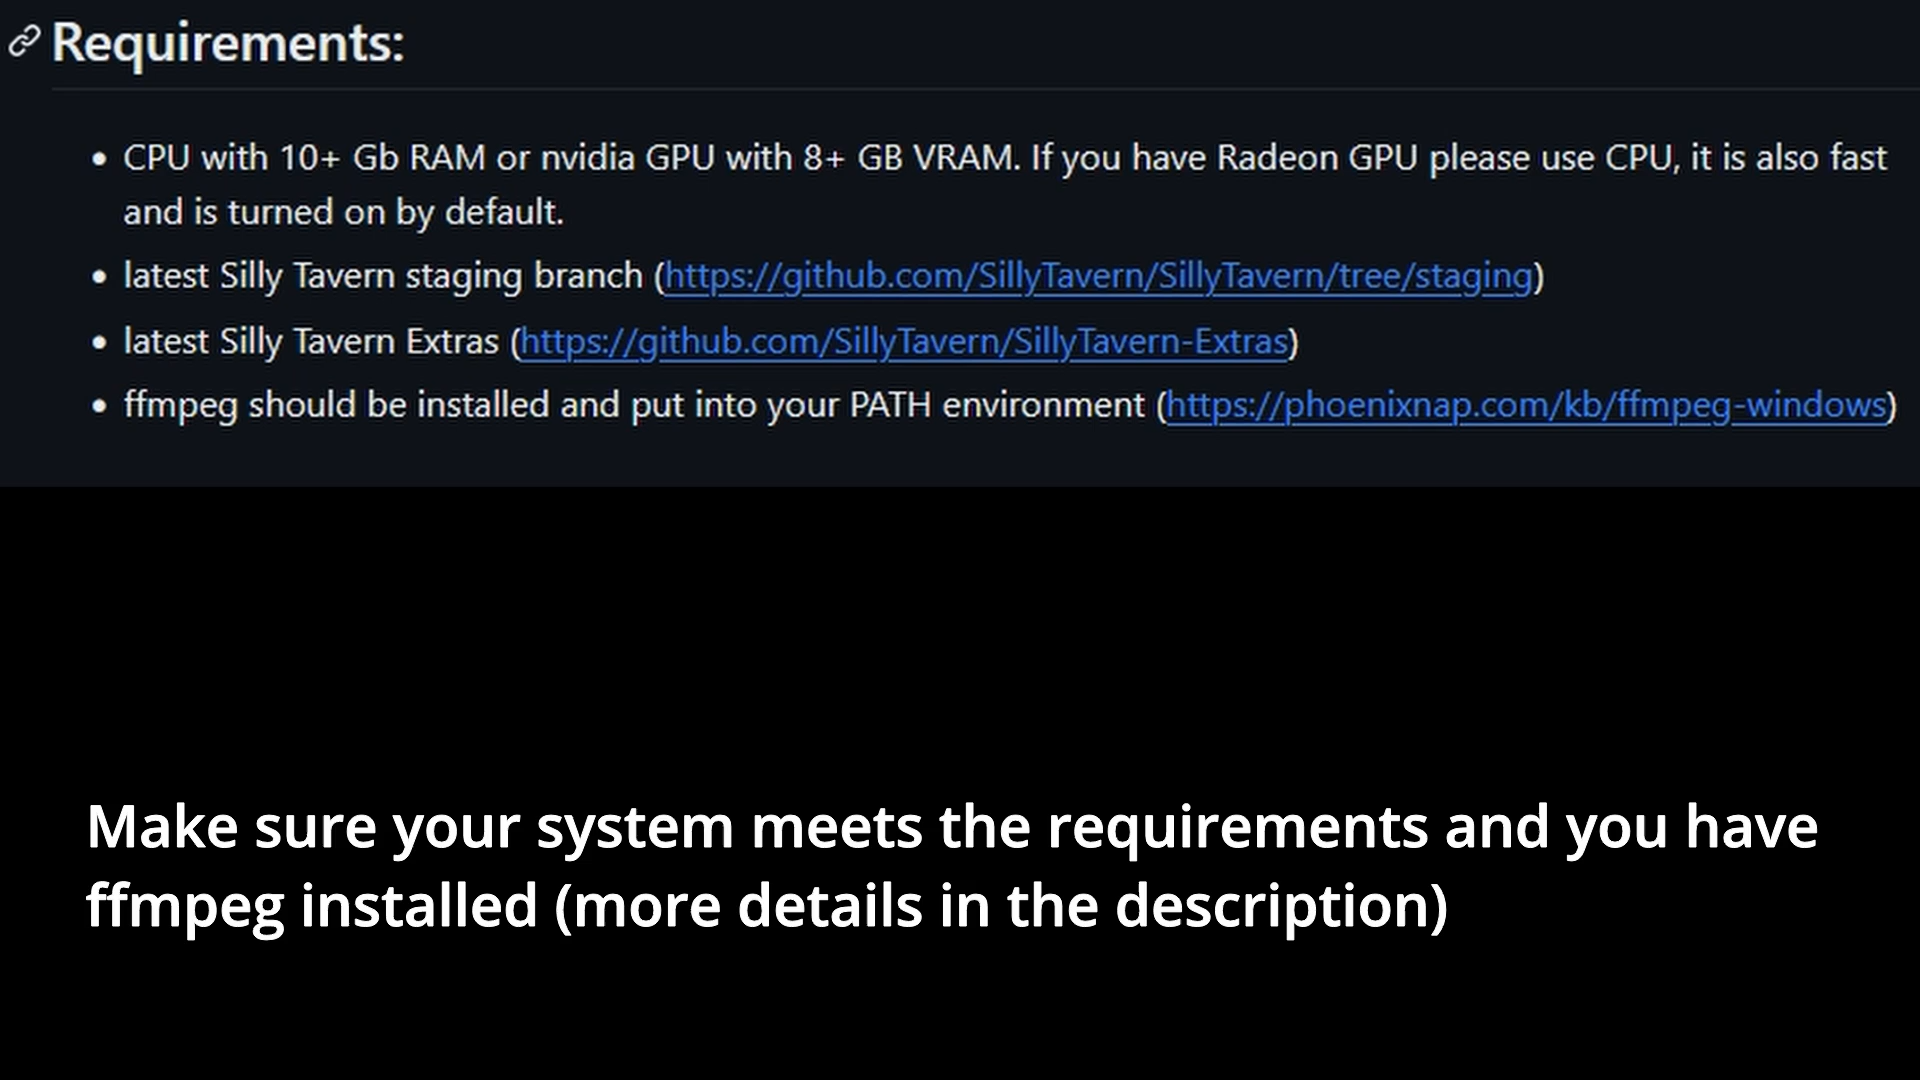 Requirements:
CPU with 10+ Gb RAM or nvidia GPU with 8+ GB VRAM. If you have Radeon GPU please use CPU, it is also fast
and is turned on by default.
latest Silly Tavern staging branch (https://github.com/SillyTavern/SillyTavern/tree/staging)
latest Silly Tavern Extras (https://github.com/SillyTavern/SillyTavern-Extras)
ffmpeg should be installed and put into your PATH environment (https://phoenixnap.com/kb/ffmpeg-windows)
Make sure your system meets the requirements and you have
ffmpeg installed (more details in the description)